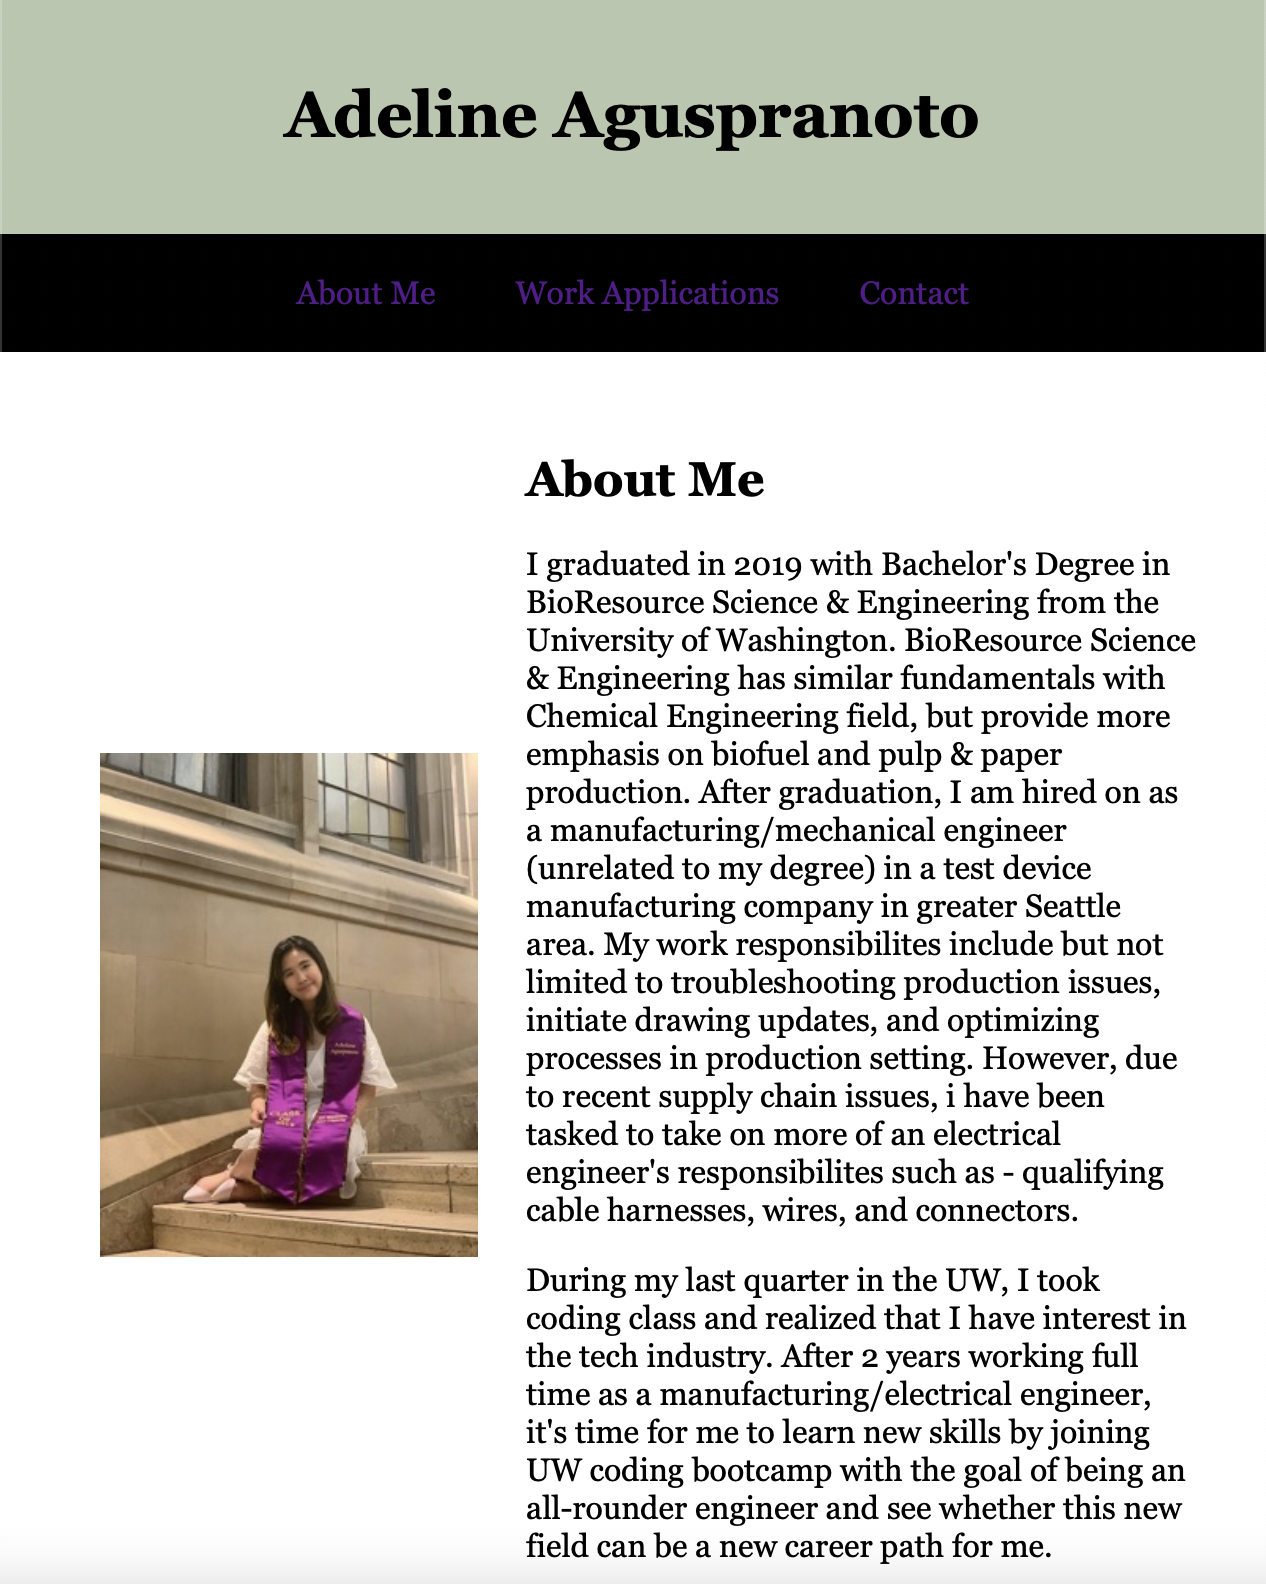 Adeline Aguspranoto
About Me Work Applications Contact
About Me
I graduated in 2019 with Bachelor's Degree in
BioResource Science & Engineering from the
University of Washington. BioResource Science
& Engineering has similar fundamentals with
Chemical Engineering field, but provide more
emphasis on biofuel and pulp & paper
production. After graduation, I am hired on as
a manufacturing/mechanical engineer
(unrelated to my degree) in a test device
manufacturing company in greater Seattle
area. My work responsibilites include but not
limited to troubleshooting production issues,
initiate drawing updates, and optimizing
processes in production setting. However, due
to recent supply chain issues, i have been
tasked to take on more of an electrical
engineer's responsibilites such as - qualifying
cable harnesses, wires, and connectors.
During my last quarter in the UW, I took
coding class and realized that I have interest in
the tech industry. After 2 years working full
time as a manufacturing/electrical engineer,
it's time for me to learn new skills by joining
UW coding bootcamp with the goal of being an
all-rounder engineer and see whether this new
field can be a new career path for me.
Adeline
CLASS
OF